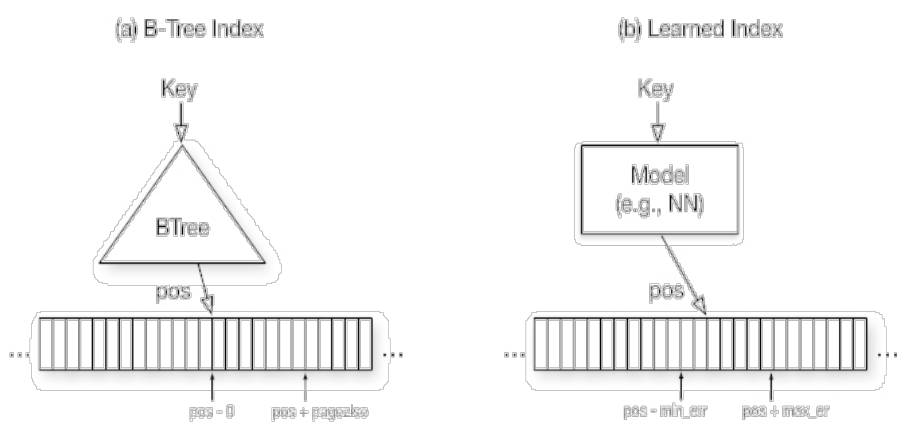 (a) B-Tree Index
Key
BTree
pos
...
...
pos - 0
pos + pagezise
(b) Learned Index
Key
Model
(e.g., NN)
pos
...
...
pos - min_err
pos + max_er